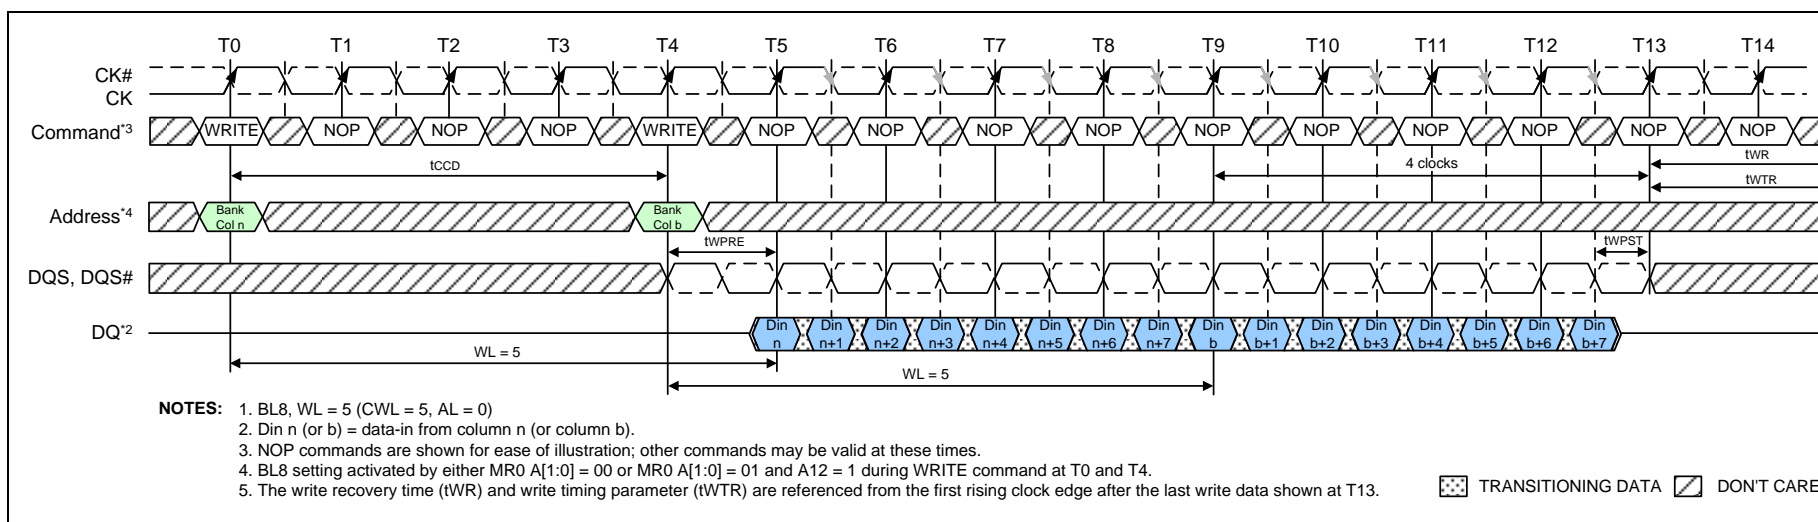 T0 T1 T2 T3 T4 T5 T6 T7 T8 T9 T10 T11 T12 T13 T14
CK#
CK
Command*3 WRITE NOP NOP NOP WRITE NOP NOP NOP NOP NOP NOP NOP NOP NOP NOP
tCCD 4 clocks tWR
tWTR
Address*4 Bank Col n Bank Col b
tWPRE tWPST
DQS, DQS#
DQ*2 Din n Din n+1 Din n+2 Din n+3 Din n+4 Din n+5 Din n+6 Din n+7 Din b Din b+1 Din b+2 Din b+3 Din b+4 Din b+5 Din b+6 Din b+7
WL = 5
WL = 5
NOTES: 1. BL8, WL = 5 (CWL = 5, AL = 0)
2. Din n (or b) = data-in from column n (or column b).
3. NOP commands are shown for ease of illustration; other commands may be valid at these times.
4. BL8 setting activated by either MR0 A[1:0] = 00 or MR0 A[1:0] = 01 and A12 = 1 during WRITE command at T0 and T4.
5. The write recovery time (tWR) and write timing parameter (tWTR) are referenced from the first rising clock edge after the last write data shown at T13.
TRANSITIONING DATA DON'T CARE